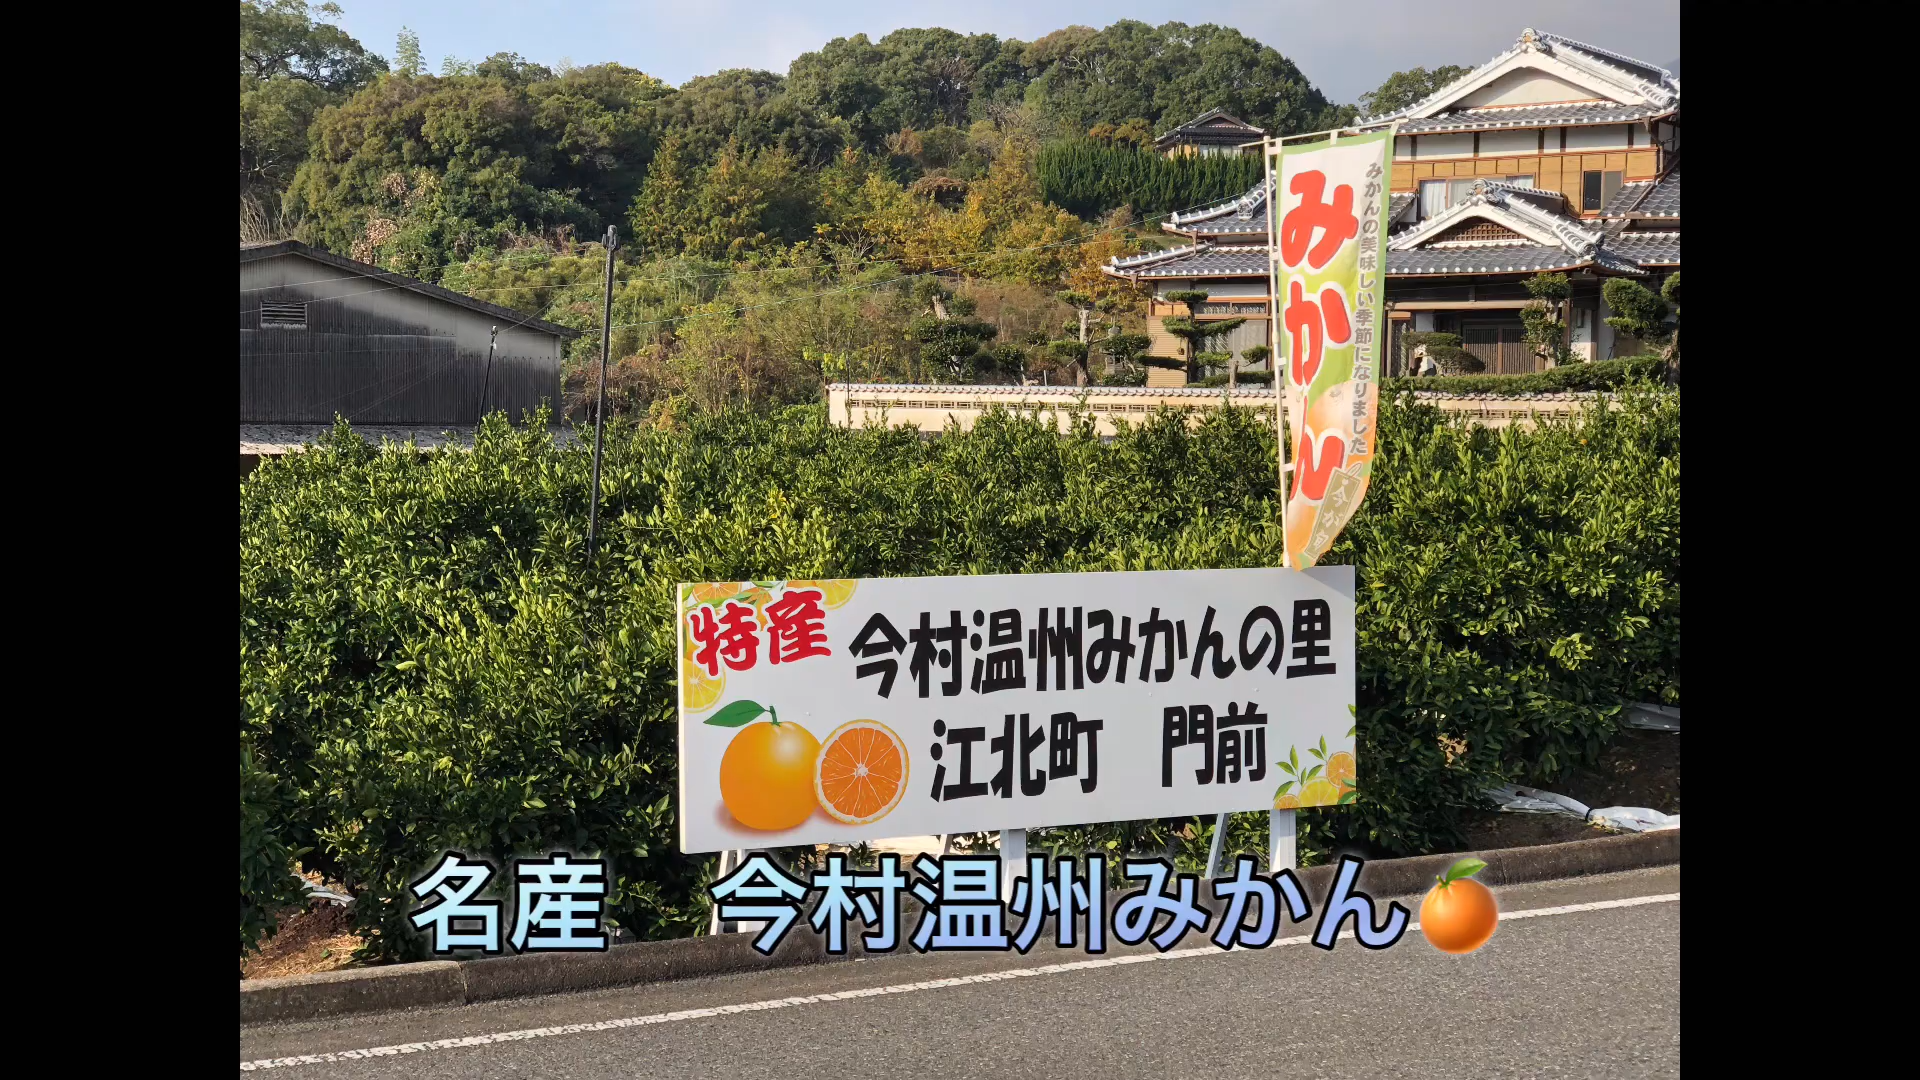 みかん
みかんの美味しい季節になりました
特産
今村温州みかんの里
江北町 門前
名産 今村温州みかん🍊